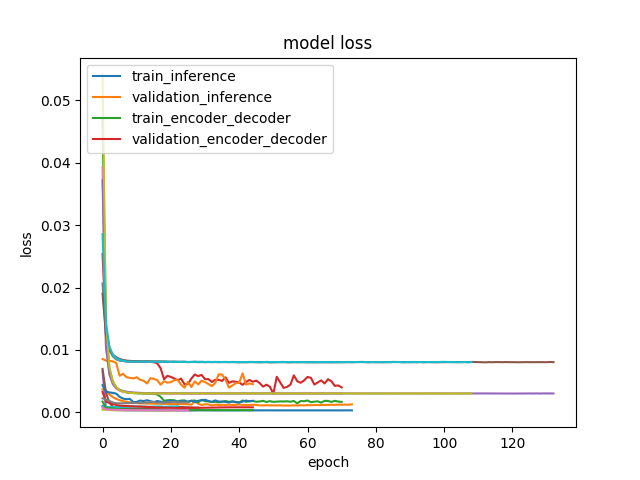 model loss
train_inference
validation_inference
train_encoder_decoder
validation_encoder_decoder
loss
0.05
0.04
0.03
0.02
0.01
0.00
0 20 40 60 80 100 120
epoch